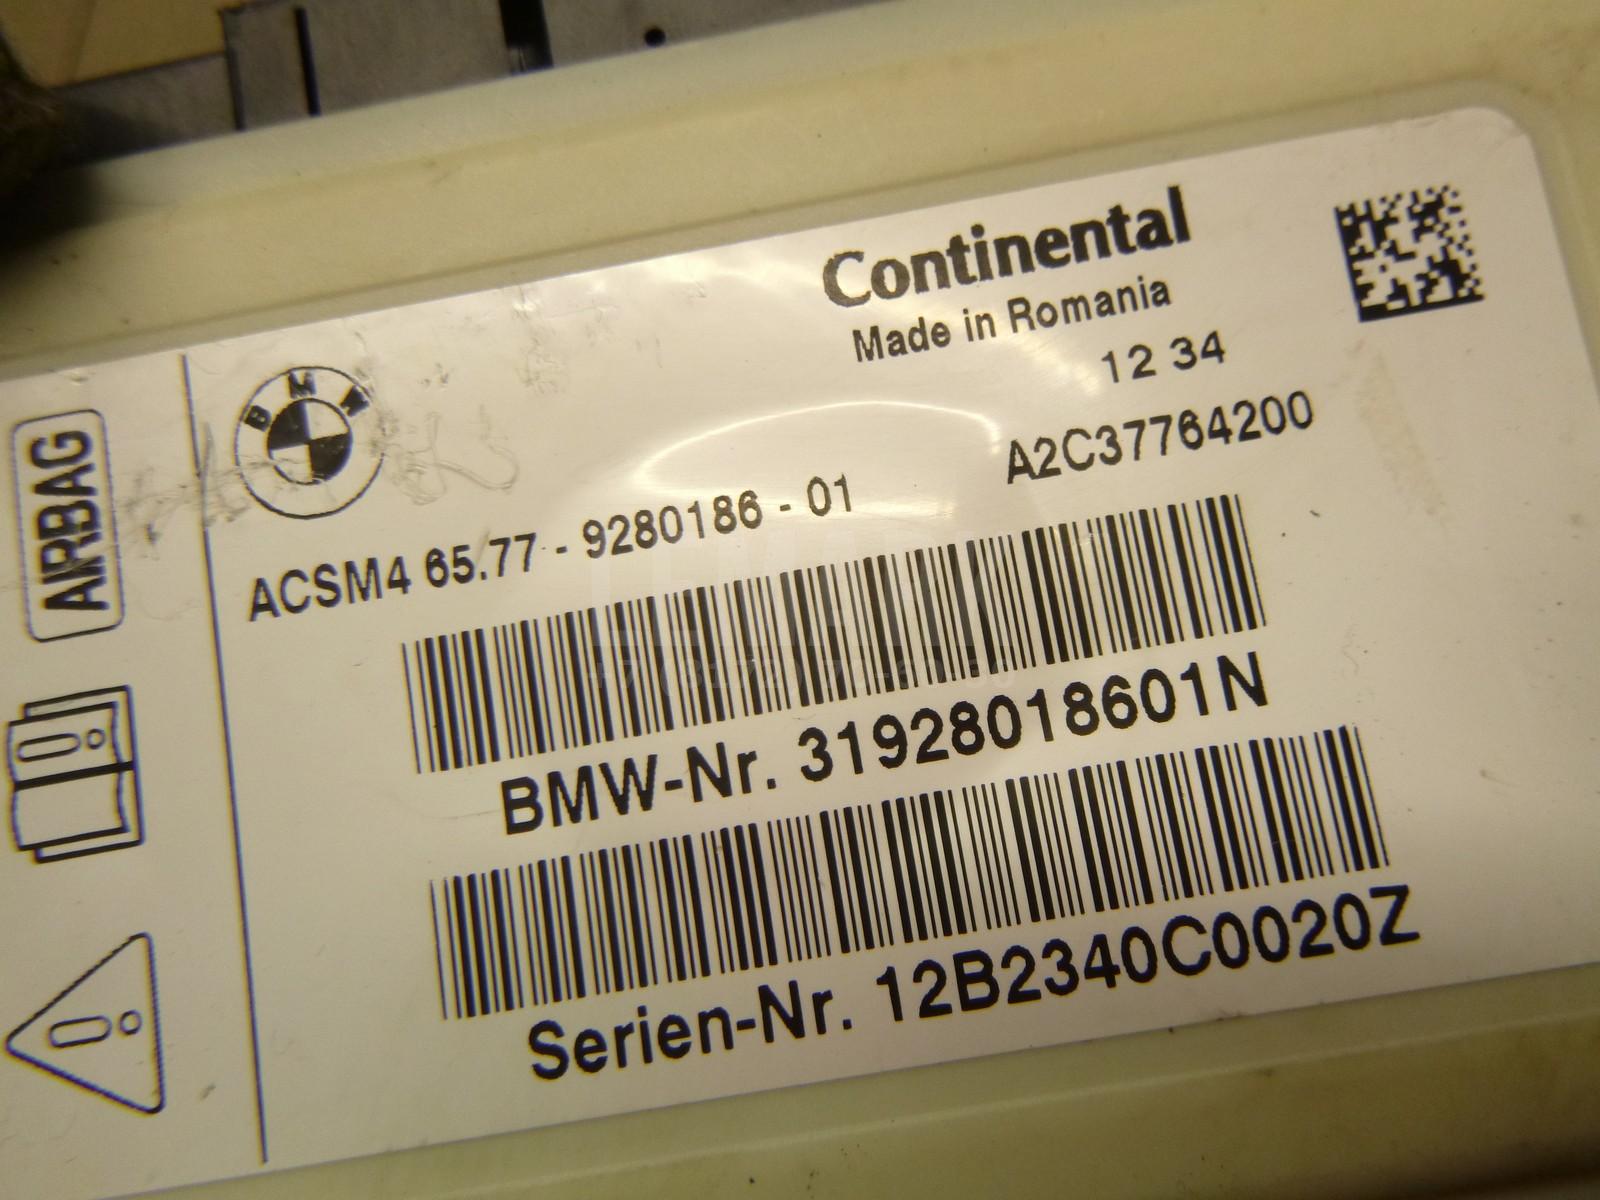 Continental
Made in Romania
12 34
A2C37764200
BMW
AIRBAG
ACSM4 65.77 - 9280186 - 01
BMW-Nr. 31928018601N
Serien-Nr. 12B2340C0020Z